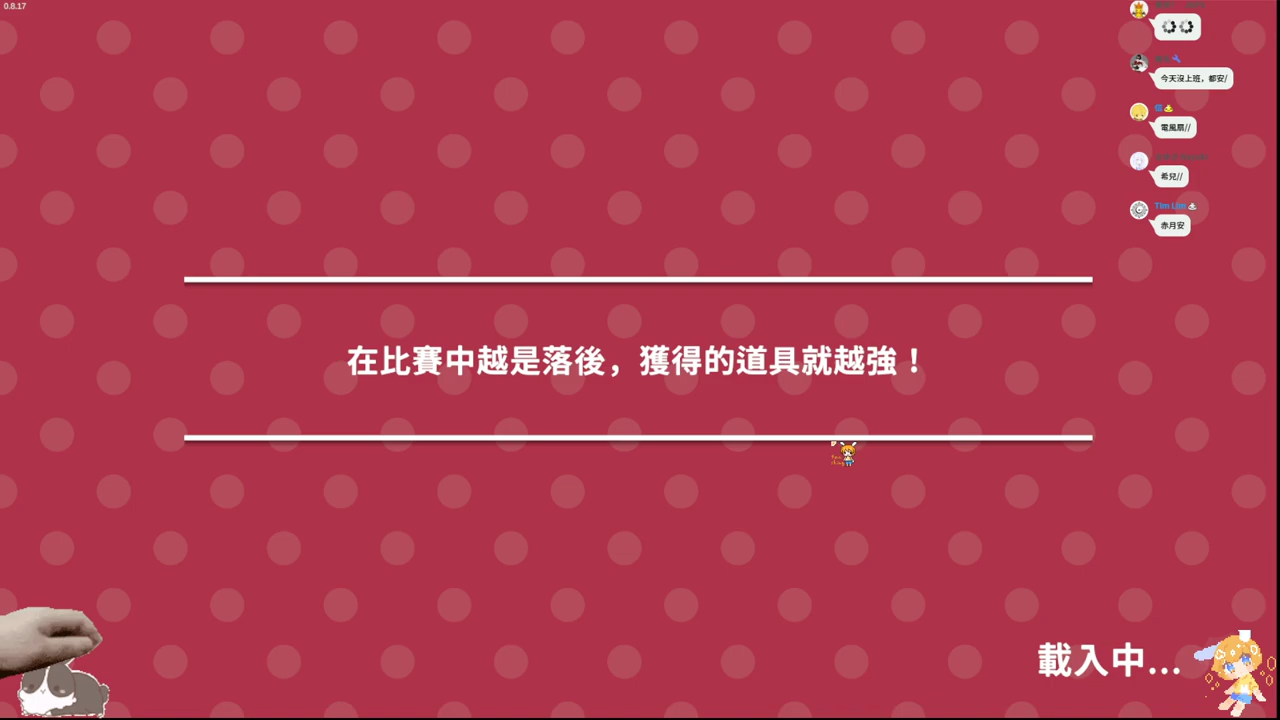 0.8.17
今天沒上班，都安/
電風扇//
希兒//
Tim Lim
赤月安
在比賽中越是落後，獲得的道具就越強！
載入中...